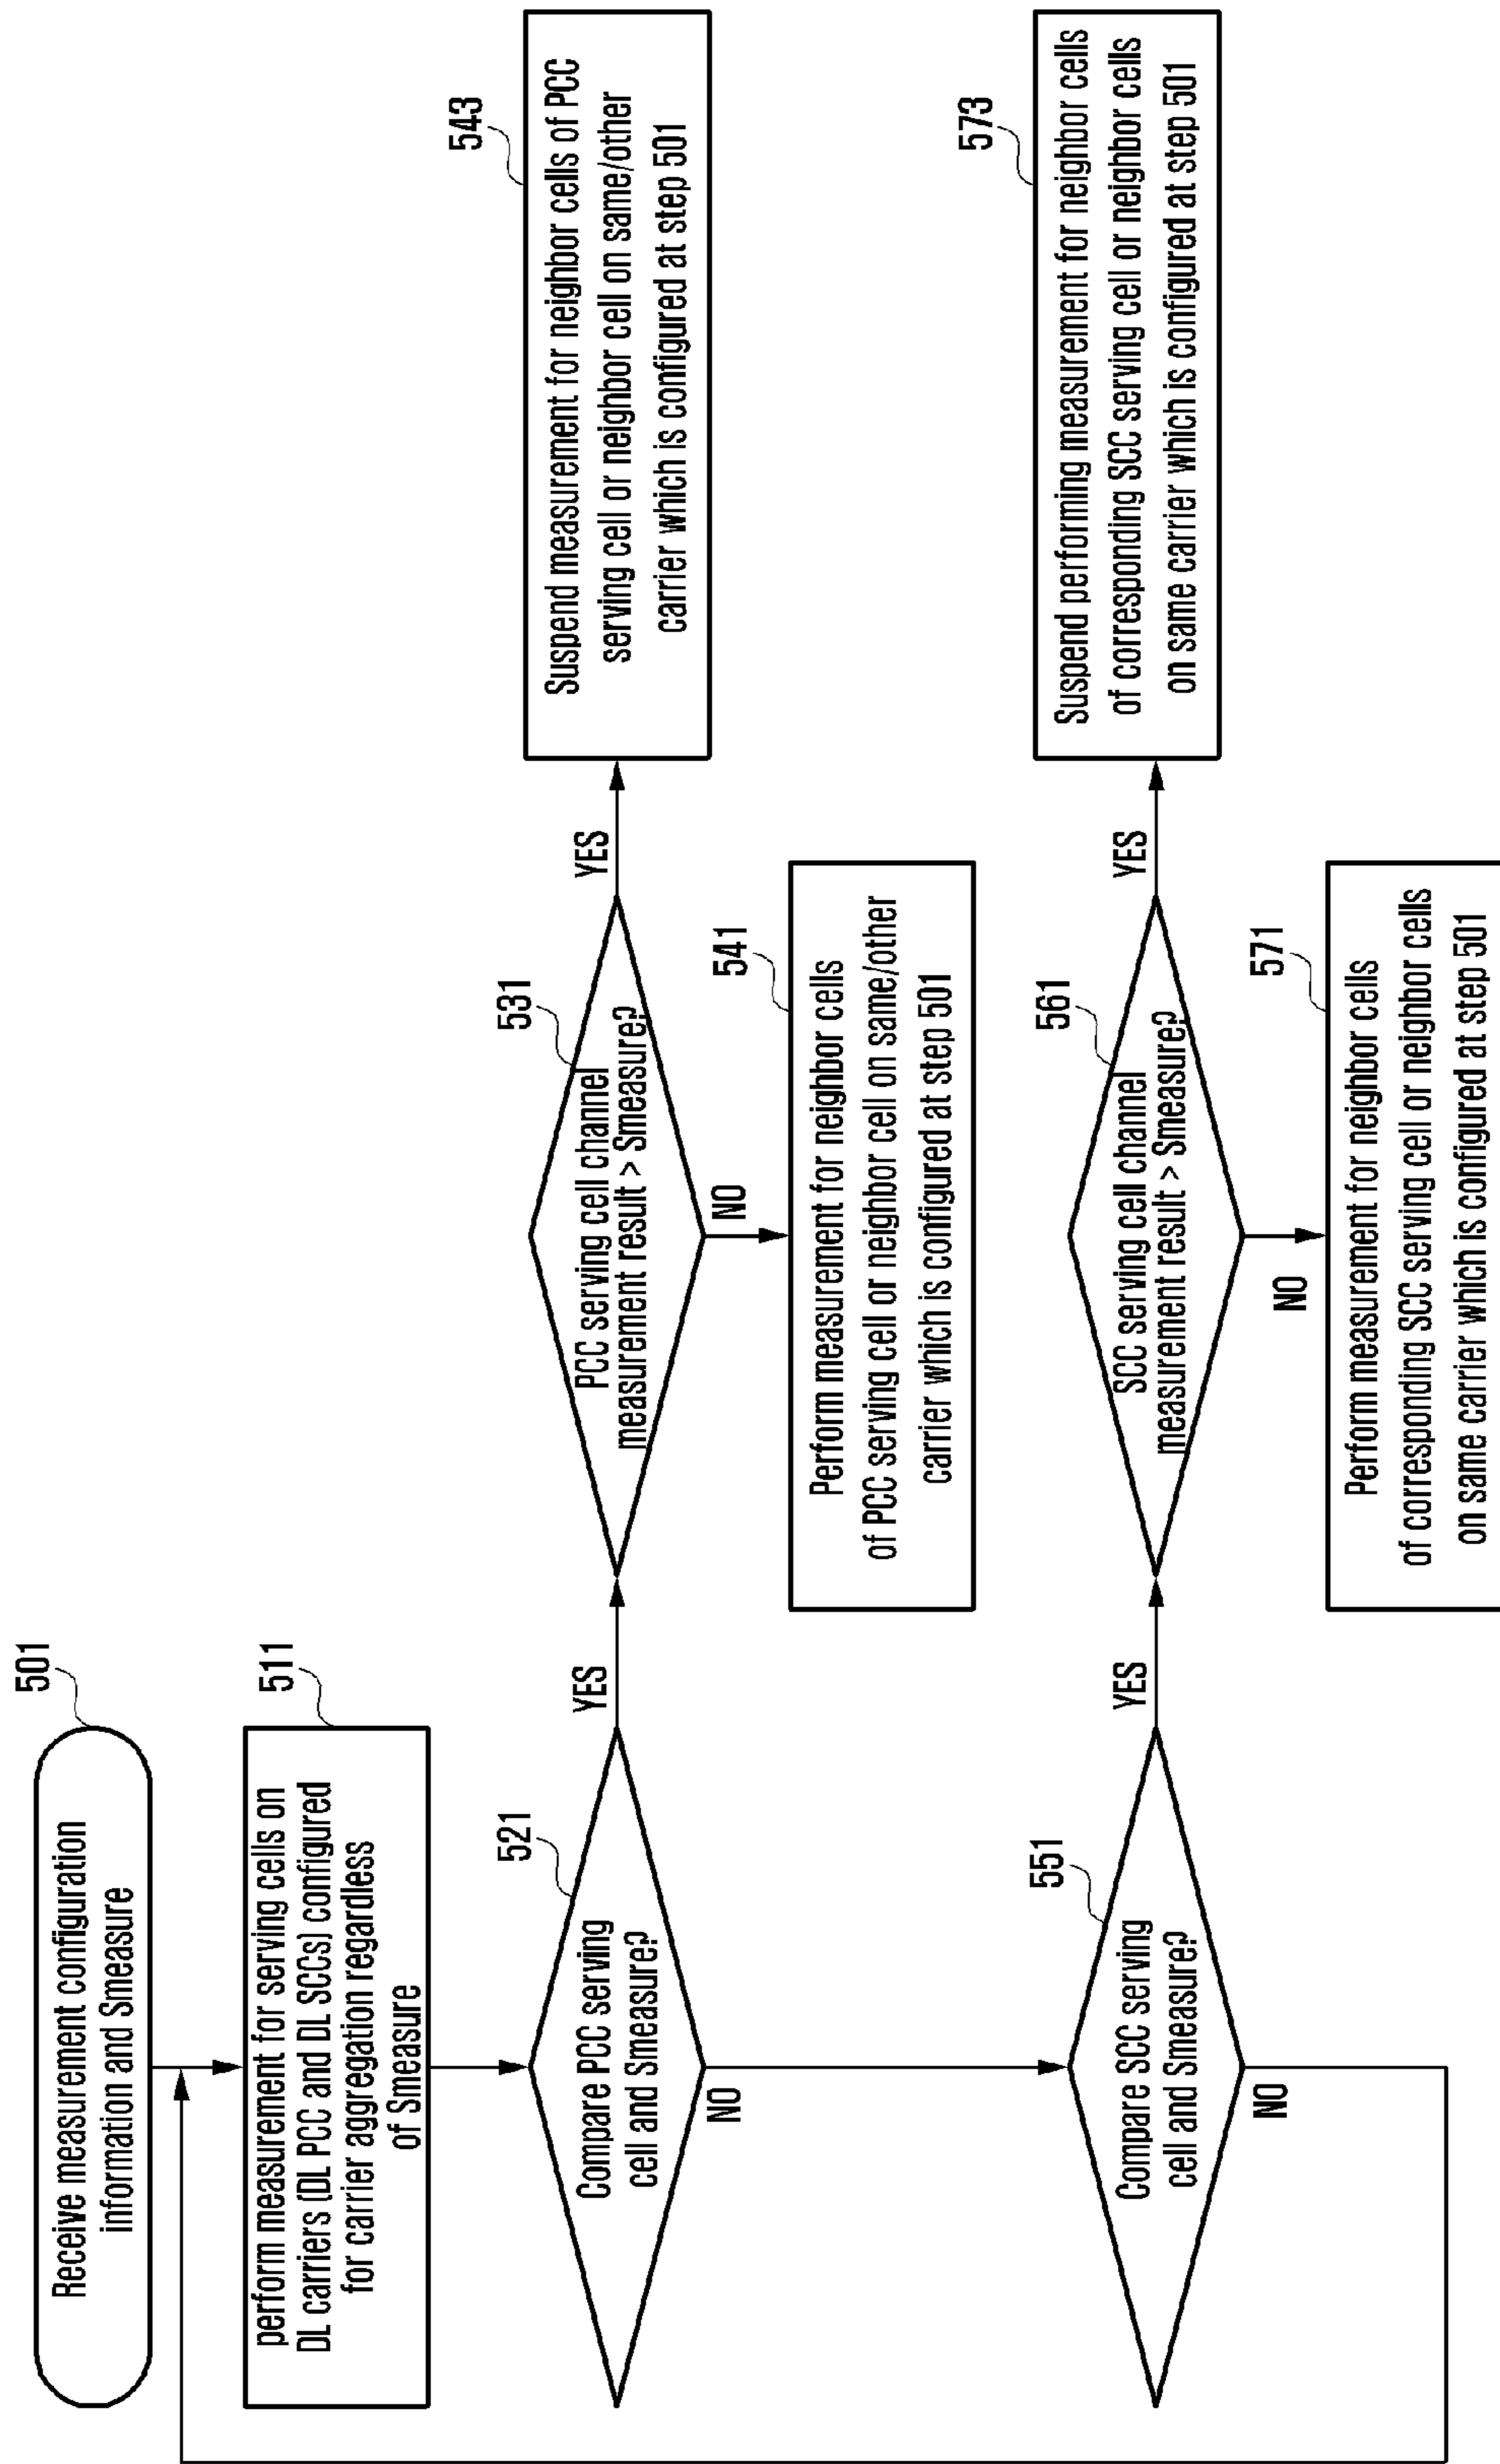 501
Receive measurement configuration
information and Smeasure
511
perform measurement for serving cells on
DL carriers (DL PCC and DL SCCs) configured
for carrier aggregation regardless
of Smeasure
521
Compare PCC serving
cell and Smeasure?
YES
NO
531
PCC serving cell channel
measurement result > Smeasure?
YES
NO
543
Suspend measurement for neighbor cells of PCC
serving cell or neighbor cell on same/other
carrier which is configured at step 501
541
Perform measurement for neighbor cells
of PCC serving cell or neighbor cell on same/other
carrier which is configured at step 501
551
Compare SCC serving
cell and Smeasure?
YES
NO
561
SCC serving cell channel
measurement result > Smeasure?
YES
NO
573
Suspend performing measurement for neighbor cells
of corresponding SCC serving cell or neighbor cells
on same carrier which is configured at step 501
571
Perform measurement for neighbor cells
of corresponding SCC serving cell or neighbor cells
on same carrier which is configured at step 501